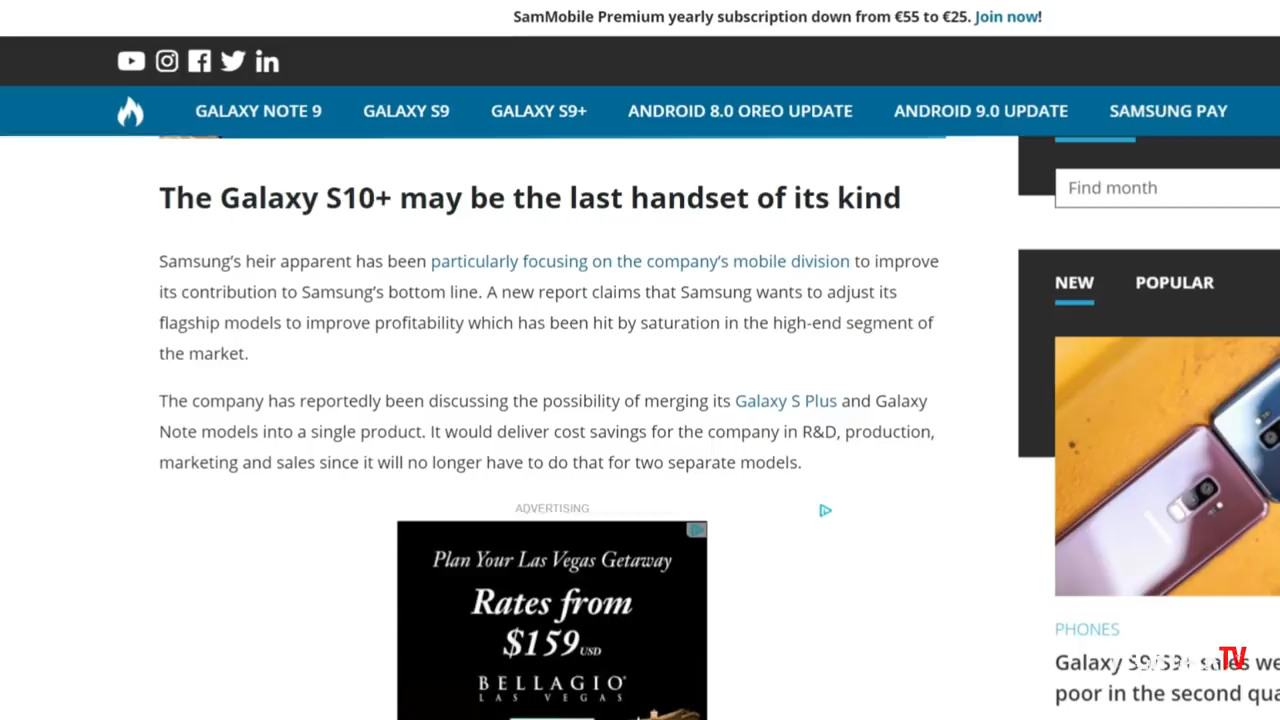 SamMobile Premium yearly subscription down from €55 to €25. Join now!
GALAXY NOTE 9 GALAXY S9 GALAXY S9+ ANDROID 8.0 OREO UPDATE ANDROID 9.0 UPDATE SAMSUNG PAY
The Galaxy S10+ may be the last handset of its kind
Samsung’s heir apparent has been particularly focusing on the company’s mobile division to improve
its contribution to Samsung’s bottom line. A new report claims that Samsung wants to adjust its
flagship models to improve profitability which has been hit by saturation in the high-end segment of
the market.
The company has reportedly been discussing the possibility of merging its Galaxy S Plus and Galaxy
Note models into a single product. It would deliver cost savings for the company in R&D, production,
marketing and sales since it will no longer have to do that for two separate models.
ADVERTISING
Plan Your Las Vegas Getaway
Rates from
$159 USD
BELLAGIO
LAS VEGAS
Find month
NEW POPULAR
PHONES
Galaxy S9/S9+ sales we
poor in the second qua
TV